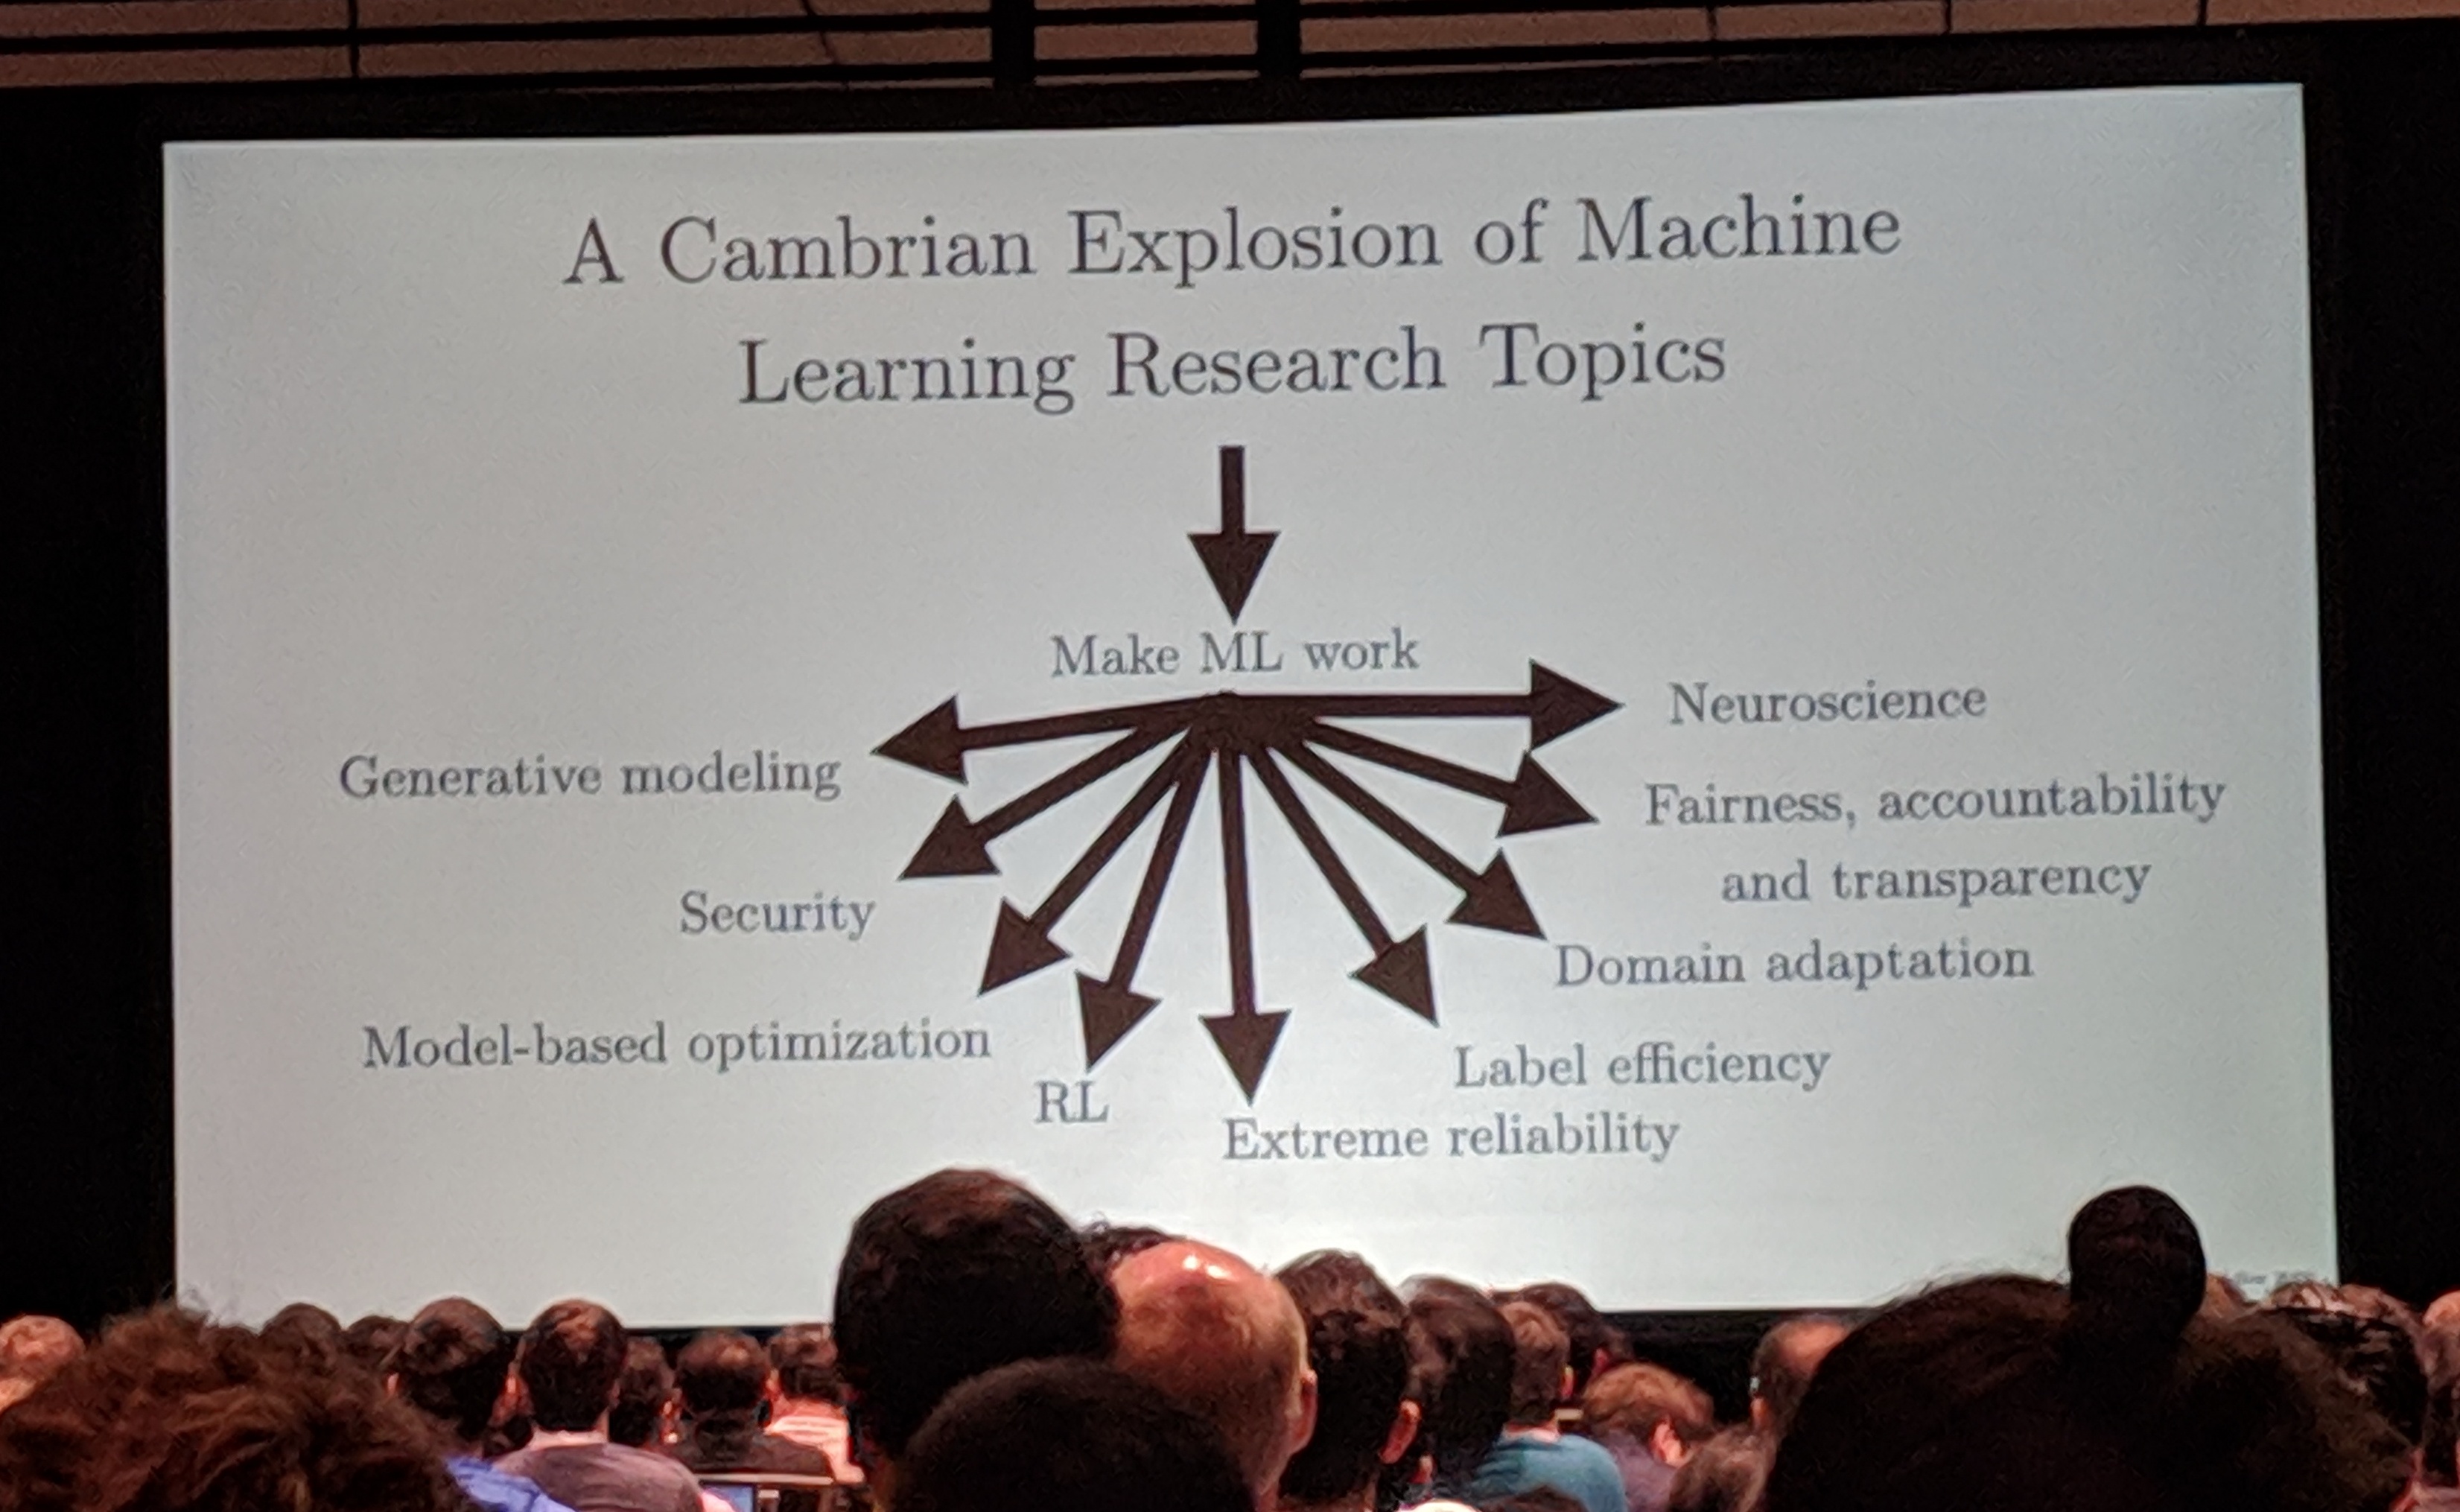 A Cambrian Explosion of Machine
Learning Research Topics
Make ML work
Generative modeling
Security
Model-based optimization
RL
Extreme reliability
Label efficiency
Domain adaptation
Fairness, accountability
and transparency
Neuroscience